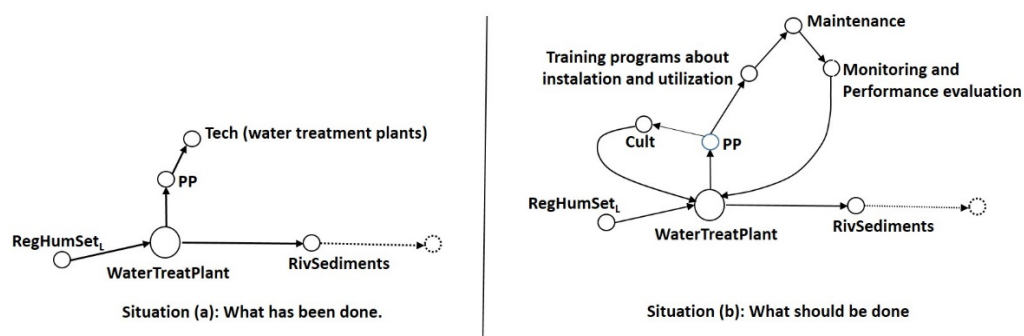 Tech (water treatment plants)
PP
RegHumSetL
RivSediments
WaterTreatPlant
Situation (a): What has been done.
Maintenance
Training programs about
instalation and utilization
Monitoring and
Performance evaluation
Cult
PP
RegHumSetL
RivSediments
WaterTreatPlant
Situation (b): What should be done